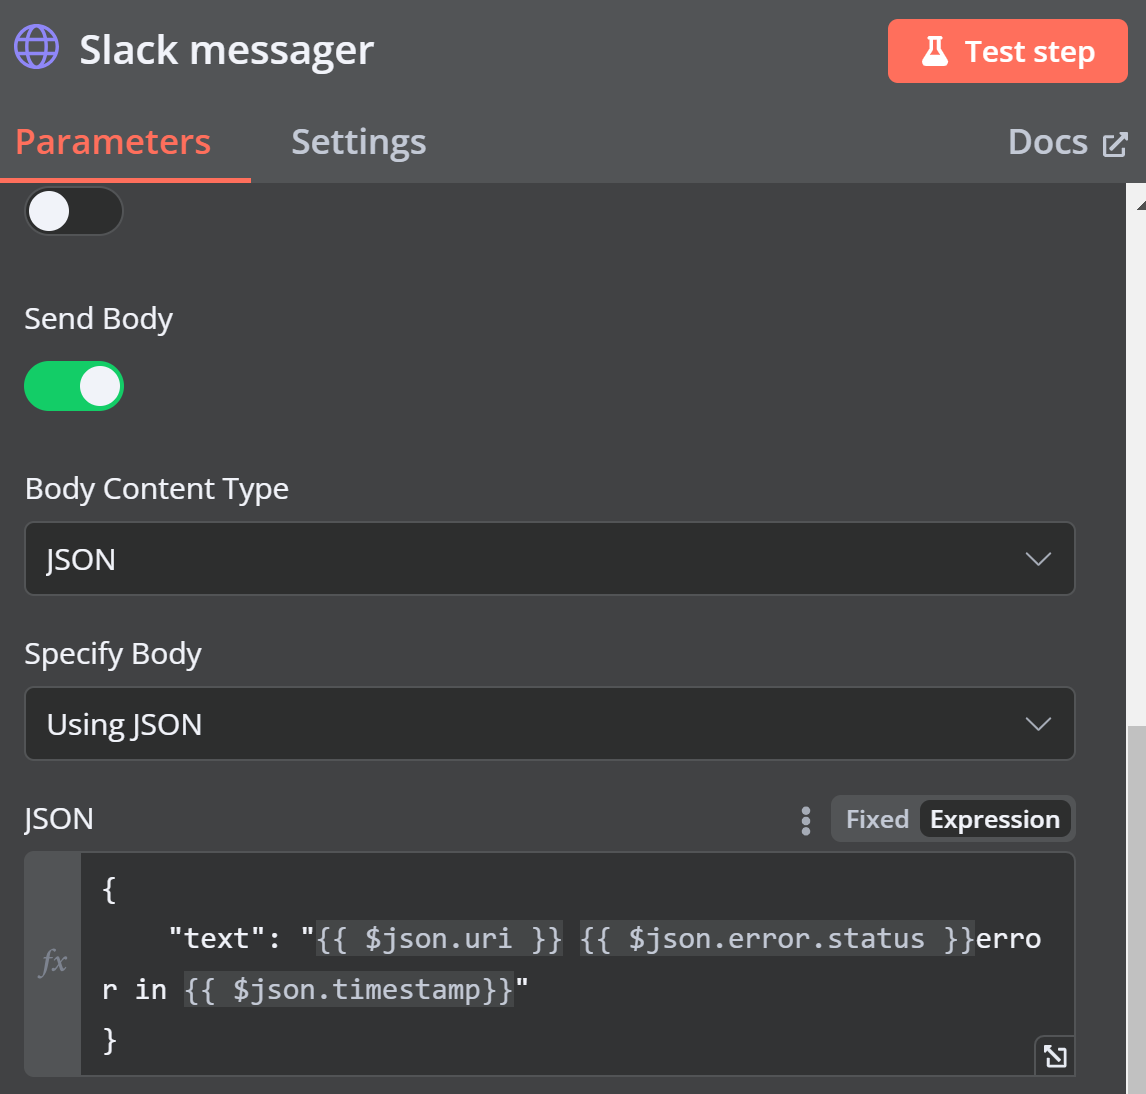 Slack messager
Test step
Parameters
Settings
Docs
Send Body
Body Content Type
JSON
Specify Body
Using JSON
JSON
Fixed
Expression
fx
{
"text": "{{ $json.uri }} {{ $json.error.status }}erro
r in {{ $json.timestamp}}"
}